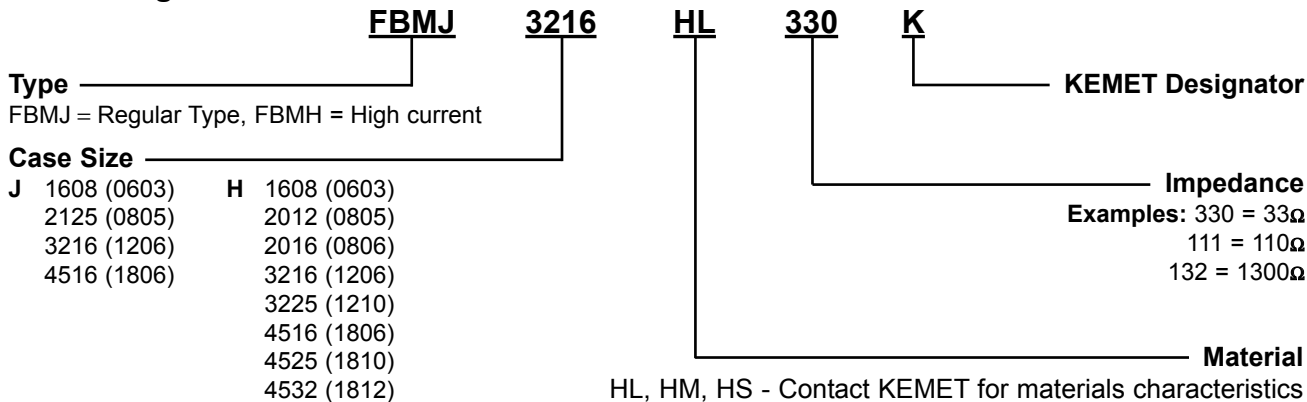 FBMJ 3216 HL 330 K
Type
FBMJ = Regular Type, FBMH = High current
KEMET Designator
Case Size
J 1608 (0603) H 1608 (0603)
2125 (0805) 2012 (0805)
3216 (1206) 2016 (0806)
4516 (1806) 3216 (1206)
3225 (1210)
4516 (1806)
4525 (1810)
4532 (1812)
Impedance
Examples: 330 = 33Ω
111 = 110Ω
132 = 1300Ω
Material
HL, HM, HS - Contact KEMET for materials characteristics